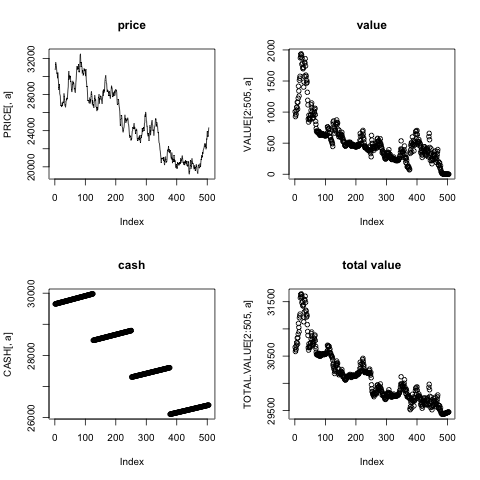 price
PRICE[, a]
20000 24000 28000 32000
0 100 200 300 400 500
Index
value
VALUE[2:505, a]
0 500 1000 1500 2000
0 100 200 300 400 500
Index
cash
CASH[, a]
26000 28000 30000
0 100 200 300 400 500
Index
total value
TOTAL.VALUE[2:505, a]
29500 30500 31500
0 100 200 300 400 500
Index